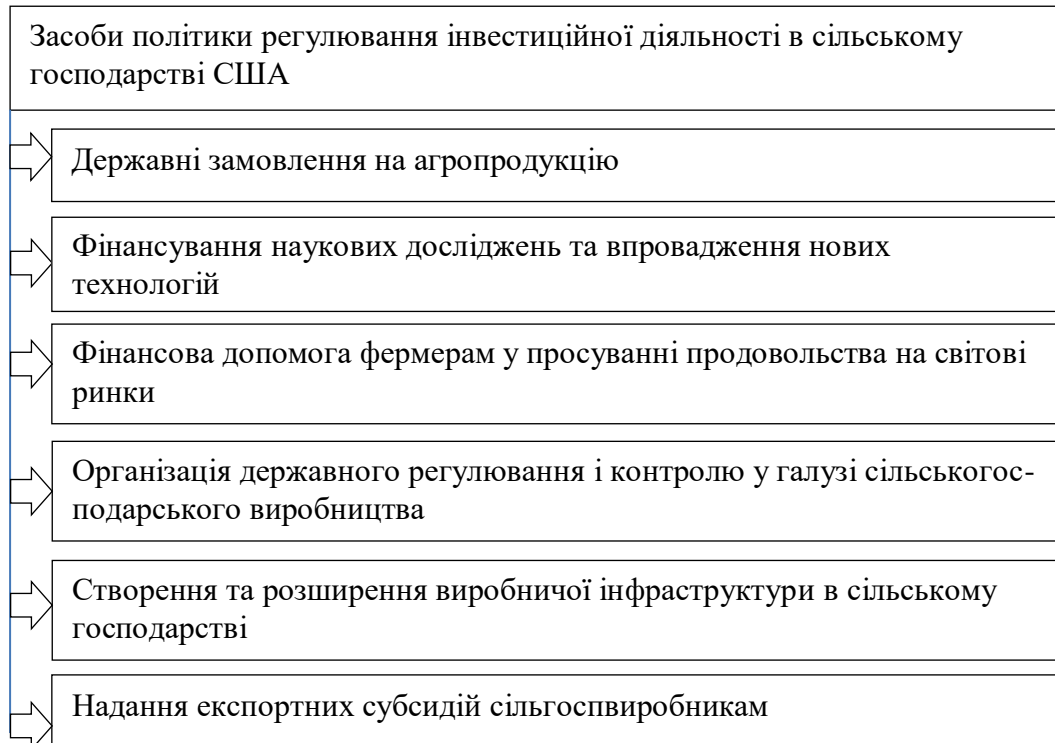 Засоби політики регулювання інвестиційної діяльності в сільському
господарстві США
Державні замовлення на агропродукцію
Фінансування наукових досліджень та впровадження нових
технологій
Фінансова допомога фермерам у просуванні продовольства на світові
ринки
Організація державного регулювання і контролю у галузі сільськогос-
подарського виробництва
Створення та розширення виробничої інфраструктури в сільському
господарстві
Надання експортних субсидій сільгоспвиробникам